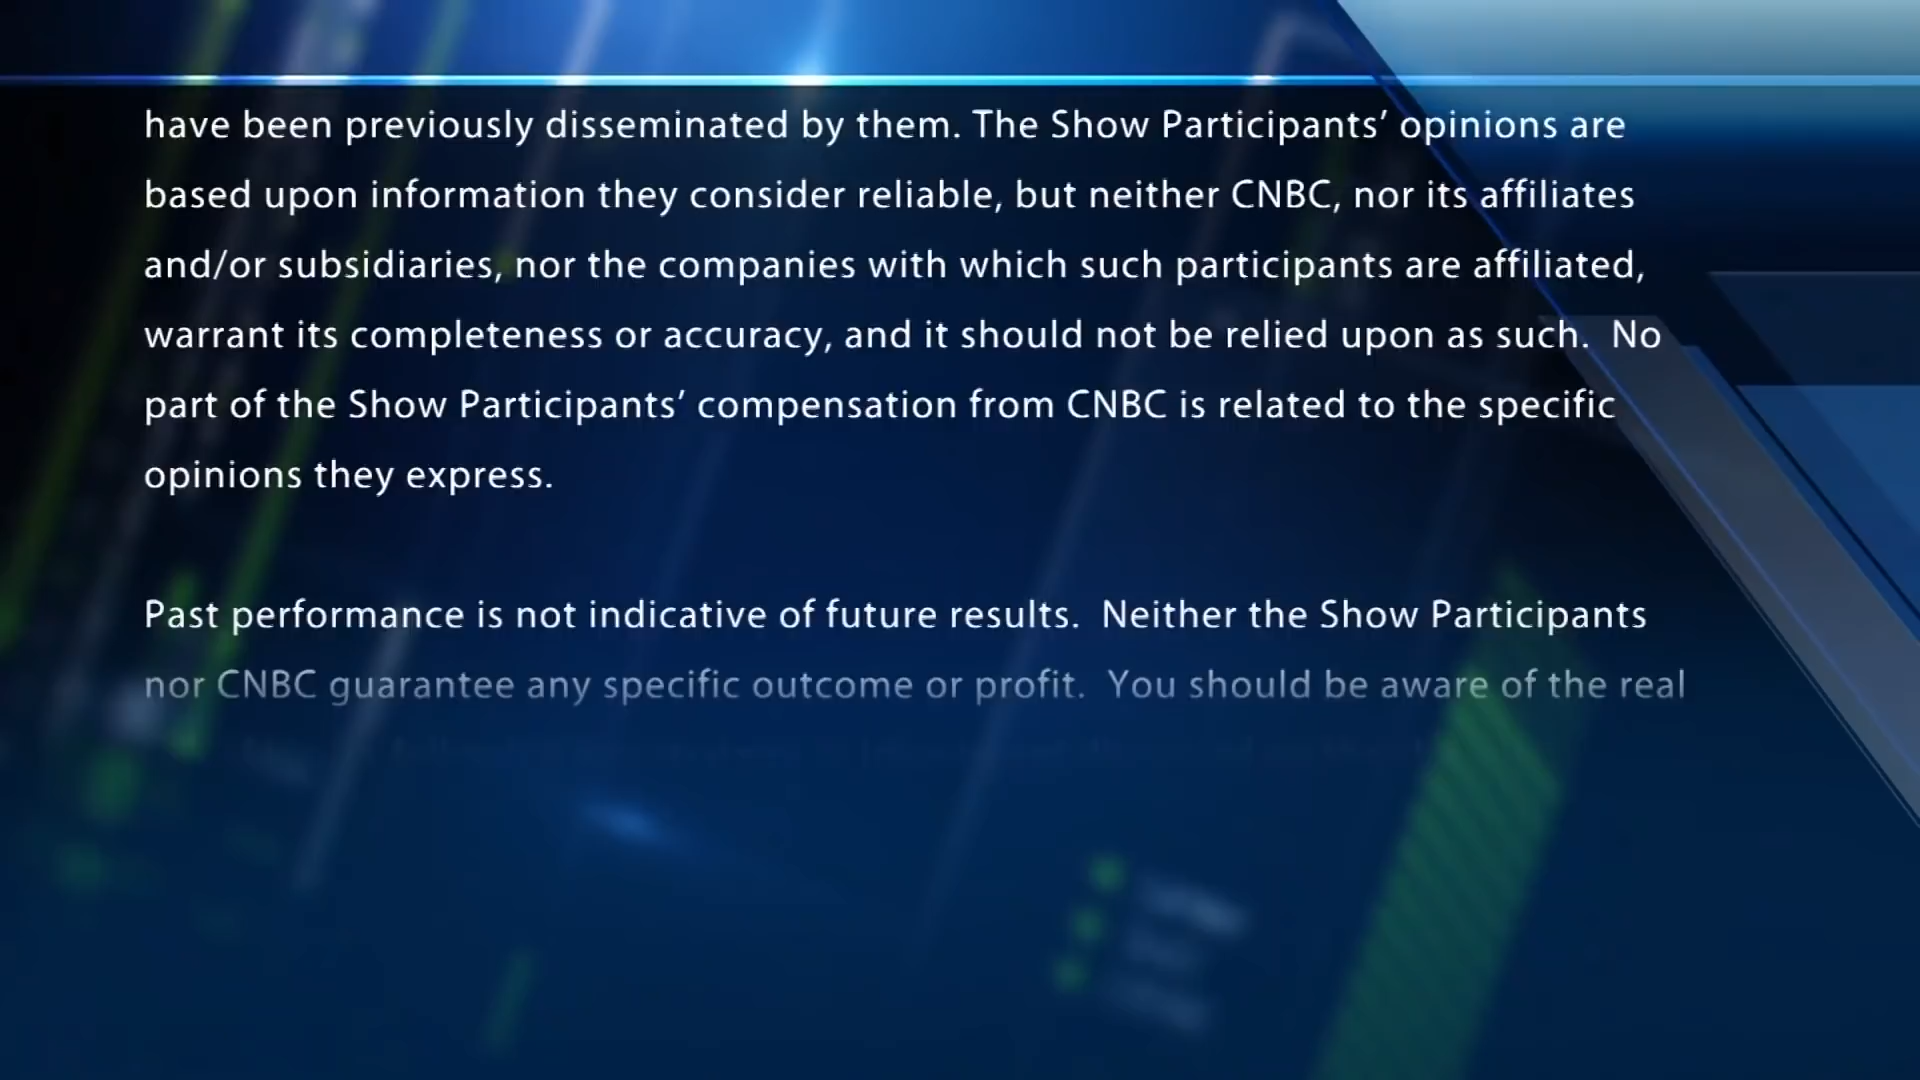 have been previously disseminated by them. The Show Participants’ opinions are
based upon information they consider reliable, but neither CNBC, nor its affiliates
and/or subsidiaries, nor the companies with which such participants are affiliated,
warrant its completeness or accuracy, and it should not be relied upon as such.  No
part of the Show Participants’ compensation from CNBC is related to the specific
opinions they express.
Past performance is not indicative of future results.  Neither the Show Participants
nor CNBC guarantee any specific outcome or profit.  You should be aware of the real